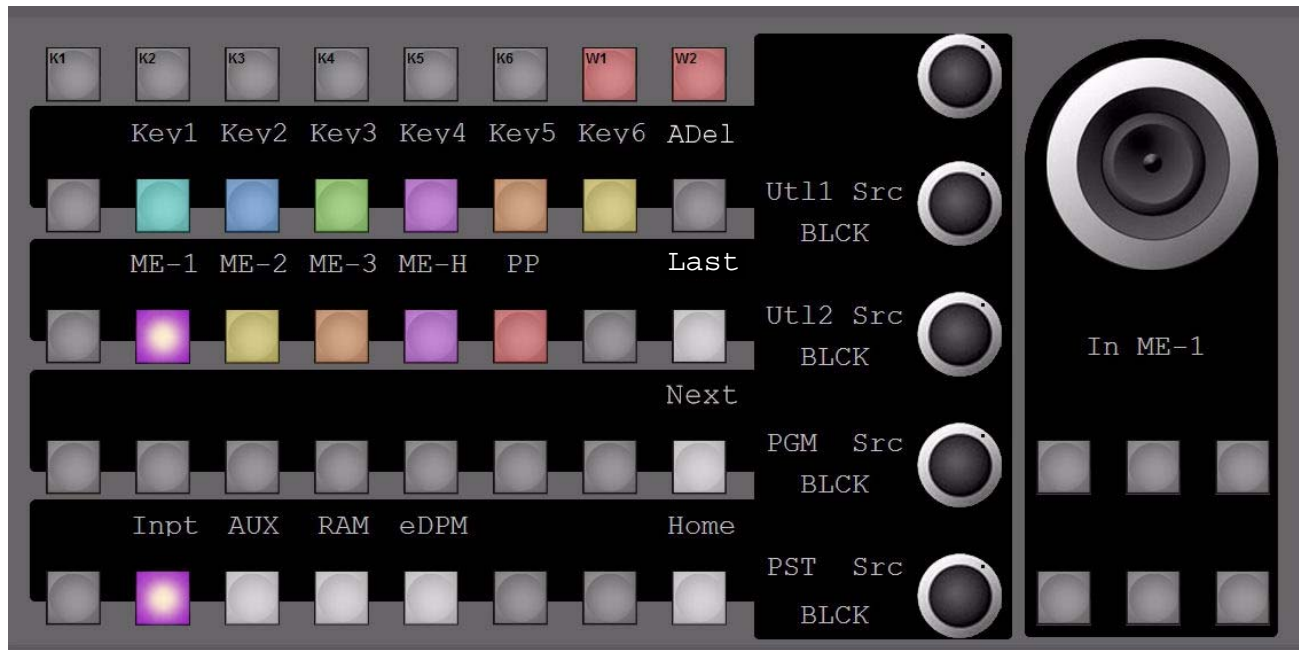 K1 K2 K3 K4 K5 K6 W1 W2
Key1 Key2 Key3 Key4 Key5 Key6 ADel
Utl1 Src
BLCK
ME-1 ME-2 ME-3 ME-H PP Last
Utl2 Src
BLCK
In ME-1
Next
PGM Src
BLCK
Inpt AUX RAM eDPM Home
PST Src
BLCK